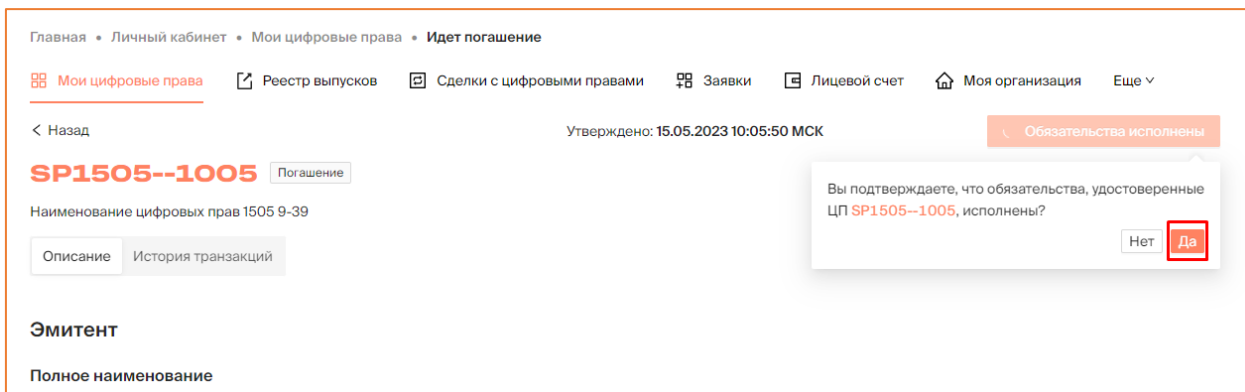 Главная • Личный кабинет • Мои цифровые права • Идет погашение
Мои цифровые права Реестр выпусков Сделки с цифровыми правами Заявки Лицевой счет Моя организация Еще
Назад Утверждено: 15.05.2023 10:05:50 МСК Обязательства исполнены
SP1505--1005 Погашение
Вы подтверждаете, что обязательства, удостоверенные
ЦП SP1505--1005, исполнены?
Наименование цифровых прав 1505 9-39
Нет Да
Описание История транзакций
Эмитент
Полное наименование